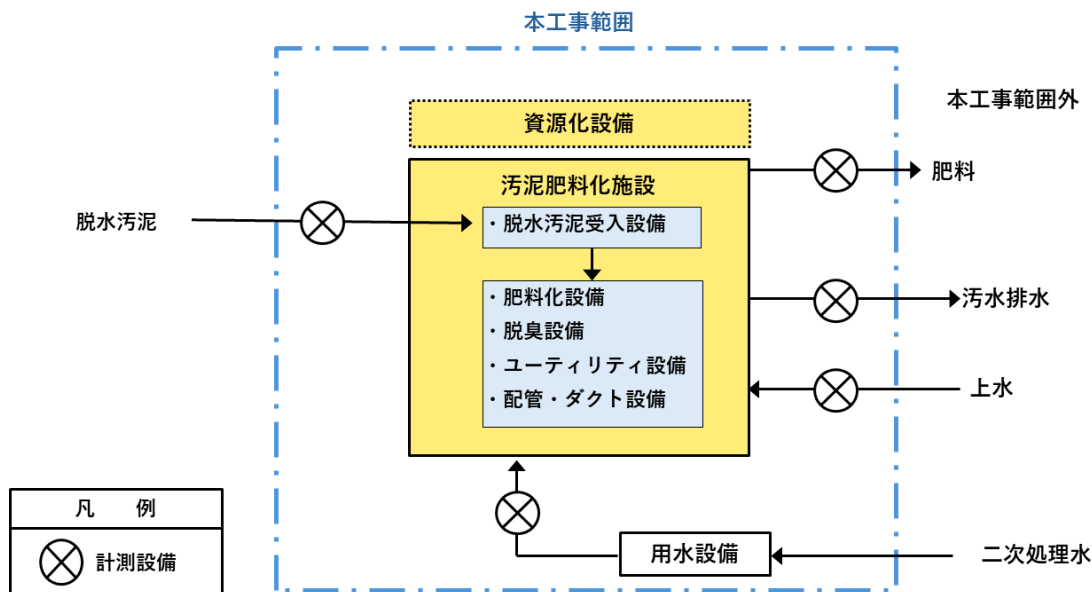 本工事範囲
本工事範囲外
資源化設備
汚泥肥料化施設
肥料
脱水汚泥
・脱水汚泥受入設備
・肥料化設備
・脱臭設備
・ユーティリティ設備
・配管・ダクト設備
汚水排水
上水
凡　例
計測設備
用水設備
二次処理水